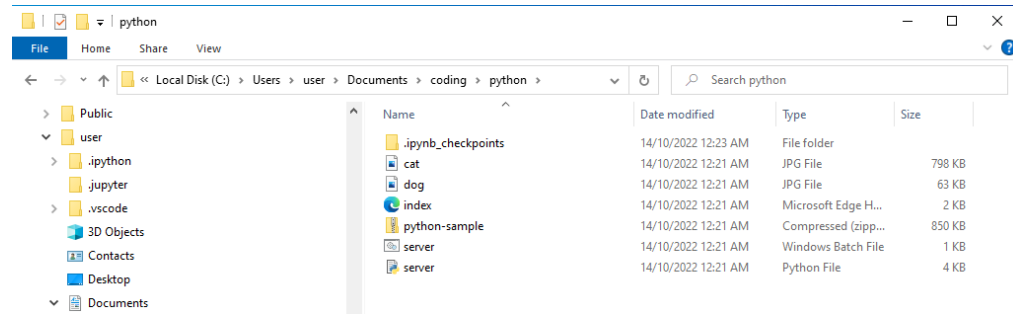 python
File Home Share View
« Local Disk (C:) > Users > user > Documents > coding > python > Search python
Public
user
.ipython
.jupyter
.vscode
3D Objects
Contacts
Desktop
Documents
Name Date modified Type Size
.ipynb_checkpoints 14/10/2022 12:23 AM File folder
cat 14/10/2022 12:21 AM JPG File 798 KB
dog 14/10/2022 12:21 AM JPG File 63 KB
index 14/10/2022 12:21 AM Microsoft Edge H... 2 KB
python-sample 14/10/2022 12:21 AM Compressed (zipp... 850 KB
server 14/10/2022 12:21 AM Windows Batch File 1 KB
server 14/10/2022 12:21 AM Python File 4 KB